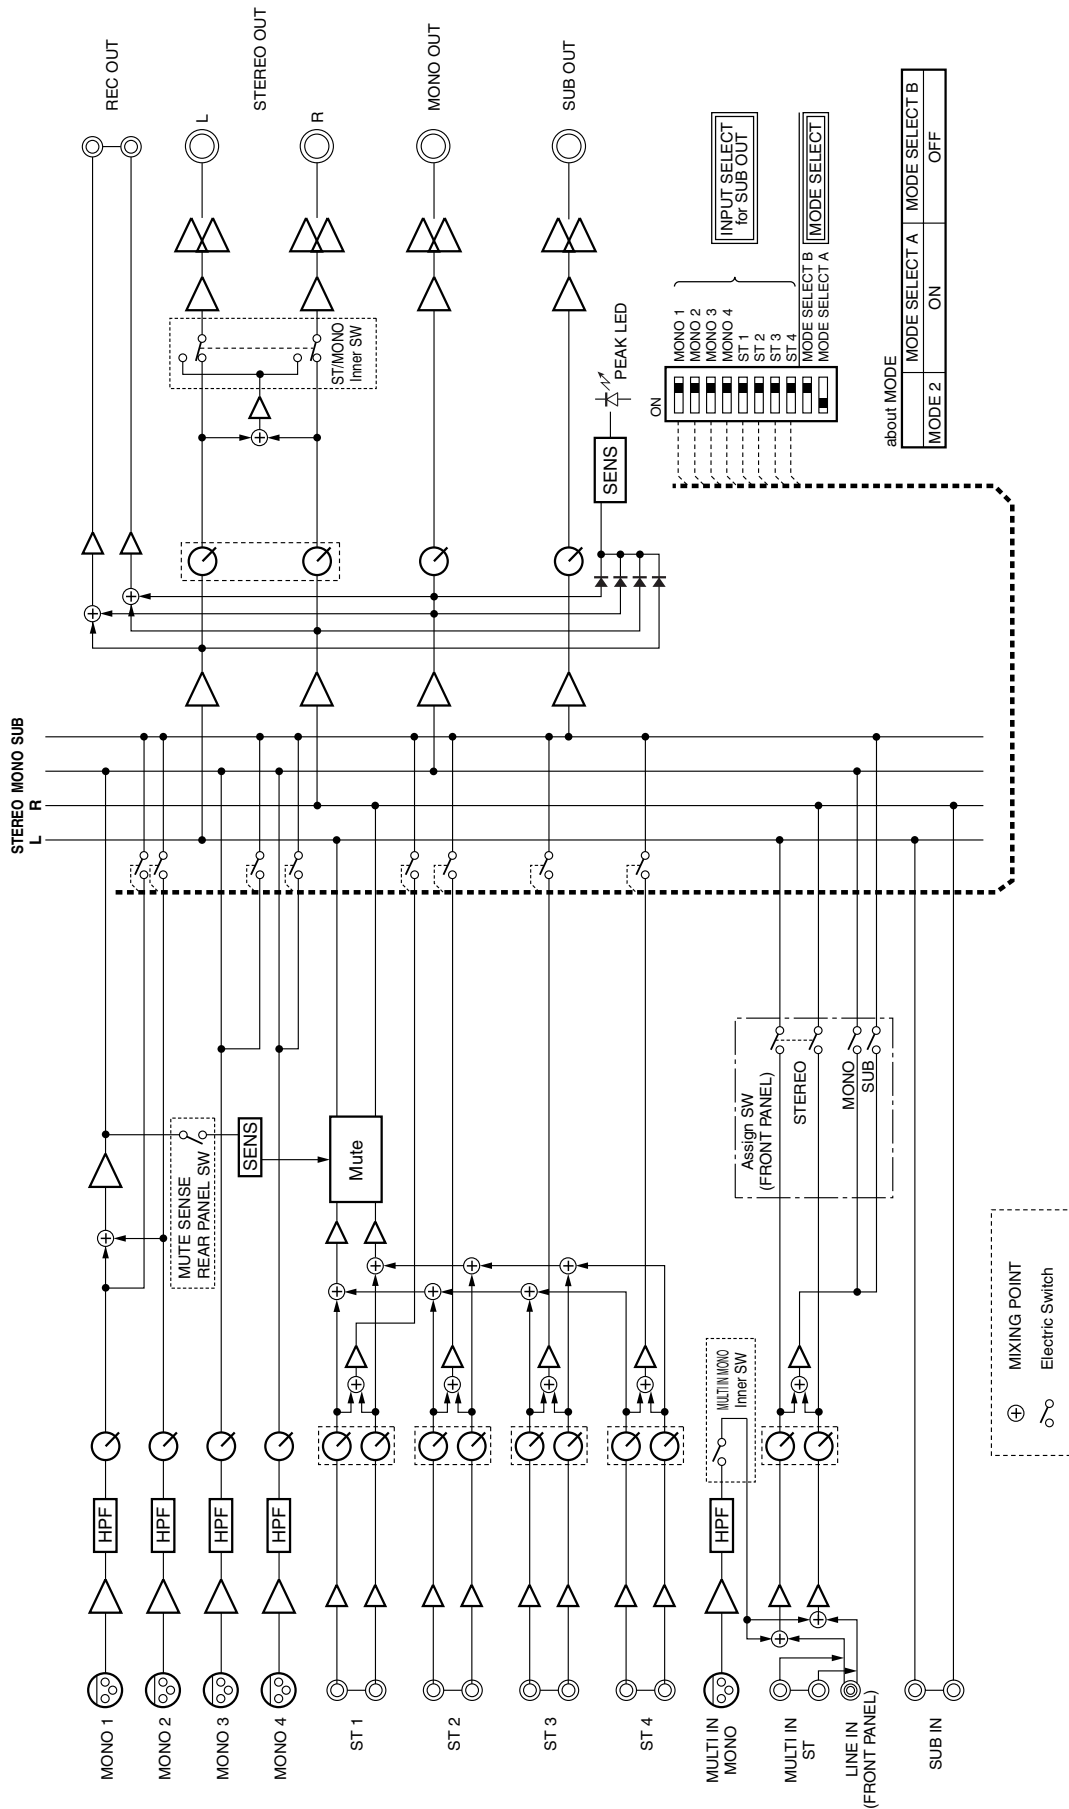 REC OUT
L
STEREO OUT
R
MONO OUT
SUB OUT
ST/MONO
Inner SW
PEAK LED
SENS
INPUT SELECT
for SUB OUT
MODE SELECT
ON
MONO 1
MONO 2
MONO 3
MONO 4
ST 1
ST 2
ST 3
ST 4
MODE SELECT B
MODE SELECT A
about MODE
MODE 2
MODE SELECT A
ON
MODE SELECT B
OFF
STEREO MONO SUB
L R
MUTE SENSE
REAR PANEL SW
SENS
Mute
Assign SW
(FRONT PANEL)
STEREO
MONO
SUB
HPF
HPF
HPF
HPF
HPF
MULTI IN MONO
Inner SW
MONO 1
MONO 2
MONO 3
MONO 4
ST 1
ST 2
ST 3
ST 4
MULTI IN
MONO
MULTI IN
ST
LINE IN
(FRONT PANEL)
SUB IN
MIXING POINT
Electric Switch